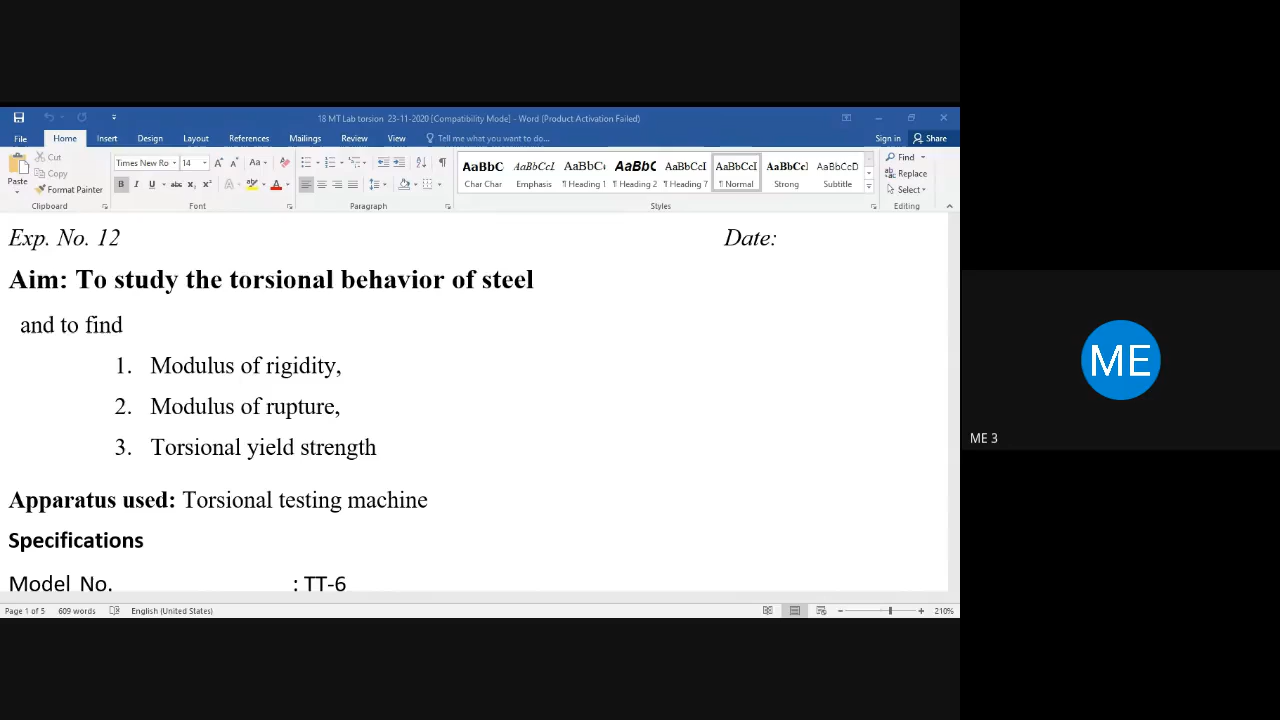 18 MT Lab torsion 23-11-2020 [Compatibility Mode] - Word (Product Activation Failed)
File Home Insert Design Layout References Mailings Review View Tell me what you want to do... Sign in Share
Paste Cut Copy Format Painter
Clipboard
Times New Ro 14 Aa
B I U abc x₂ x² A A
Font
Paragraph
AaBbC AaBbCcL AaBbC AaBbC AaBbCcI AaBbCcI AaBbCcI AaBbCcD
Char Char Emphasis ¶ Heading 1 ¶ Heading 2 ¶ Heading 7 ¶ Normal Strong Subtitle
Styles
Find
Replace
Select
Editing
Exp. No. 12 Date:
Aim: To study the torsional behavior of steel
and to find
1. Modulus of rigidity,
2. Modulus of rupture,
3. Torsional yield strength
Apparatus used: Torsional testing machine
Specifications
Model No. : TT-6
Page 1 of 5 609 words English (United States) 210%
ME
ME 3